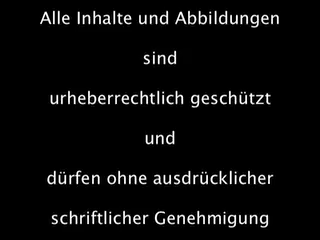 Alle Inhalte und Abbildungen
sind
urheberrechtlich geschützt
und
dürfen ohne ausdrücklicher
schriftlicher Genehmigung